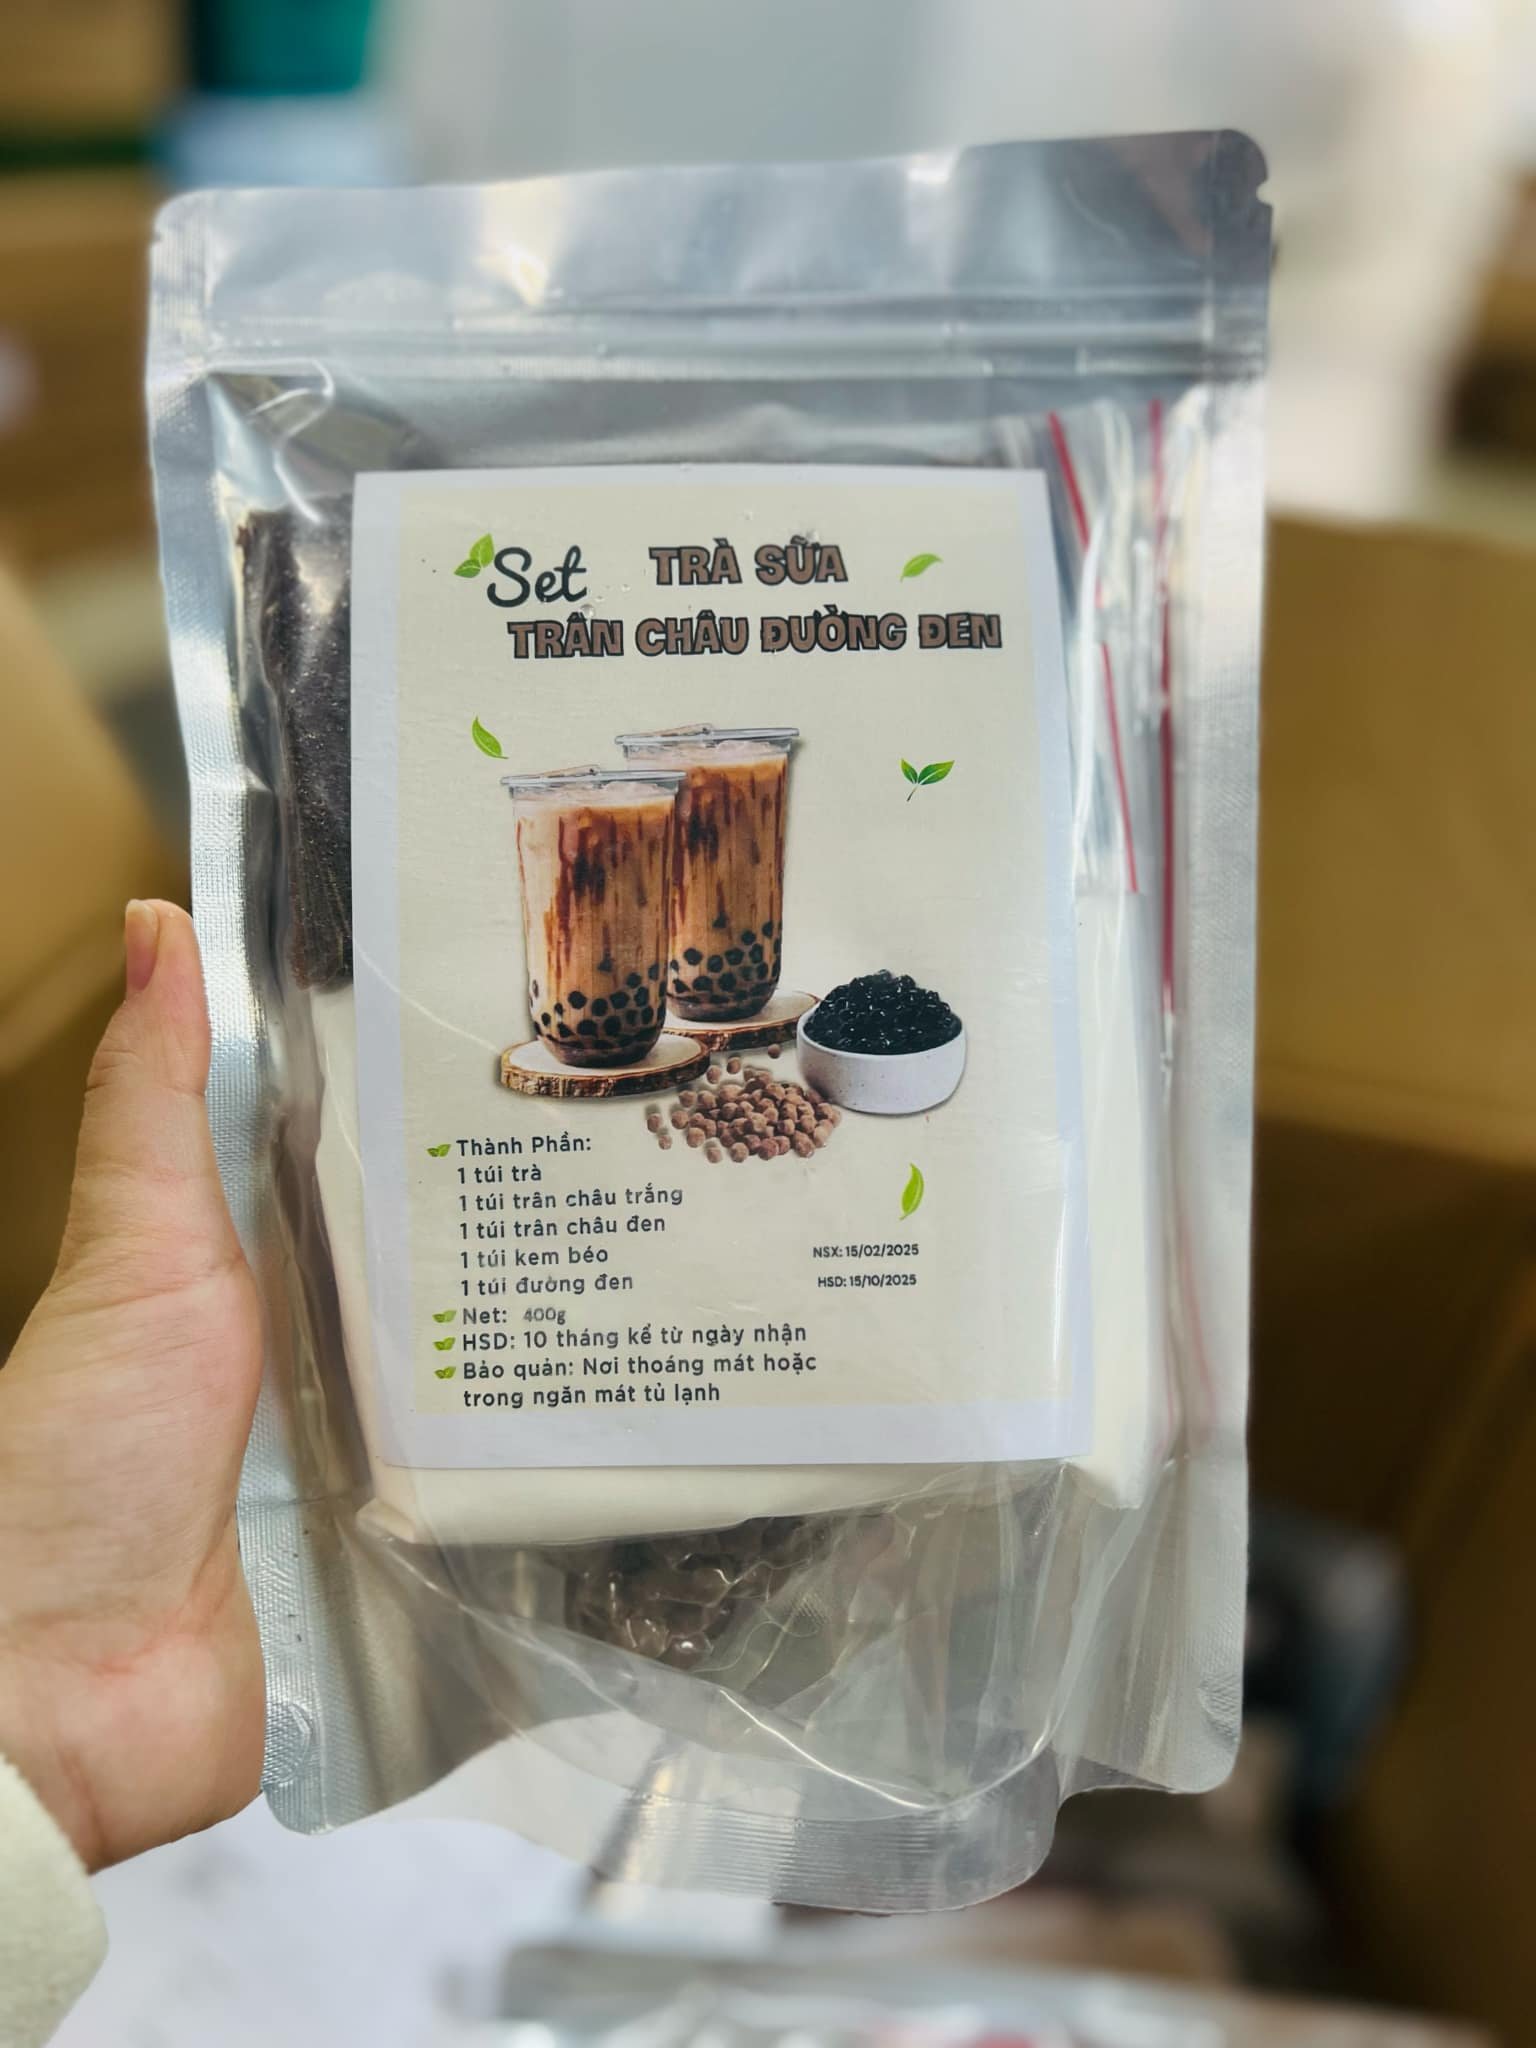 Set TRÀ SỮA
TRÂN CHÂU ĐƯỜNG ĐEN
Thành Phần:
1 túi trà
1 túi trân châu trắng
1 túi trân châu đen
1 túi kem béo
1 túi đường đen
NSX: 15/02/2025
HSD: 15/10/2025
Net: 400g
HSD: 10 tháng kể từ ngày nhận
Bảo quản: Nơi thoáng mát hoặc
trong ngăn mát tủ lạnh